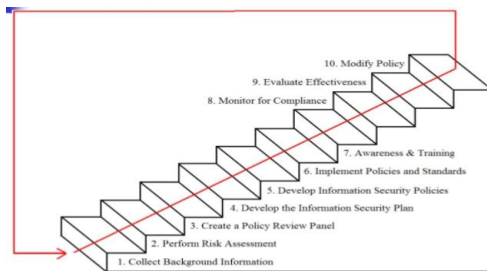 10. Modify Policy
9. Evaluate Effectiveness
8. Monitor for Compliance
7. Awareness & Training
6. Implement Policies and Standards
5. Develop Information Security Policies
4. Develop the Information Security Plan
3. Create a Policy Review Panel
2. Perform Risk Assessment
1. Collect Background Information